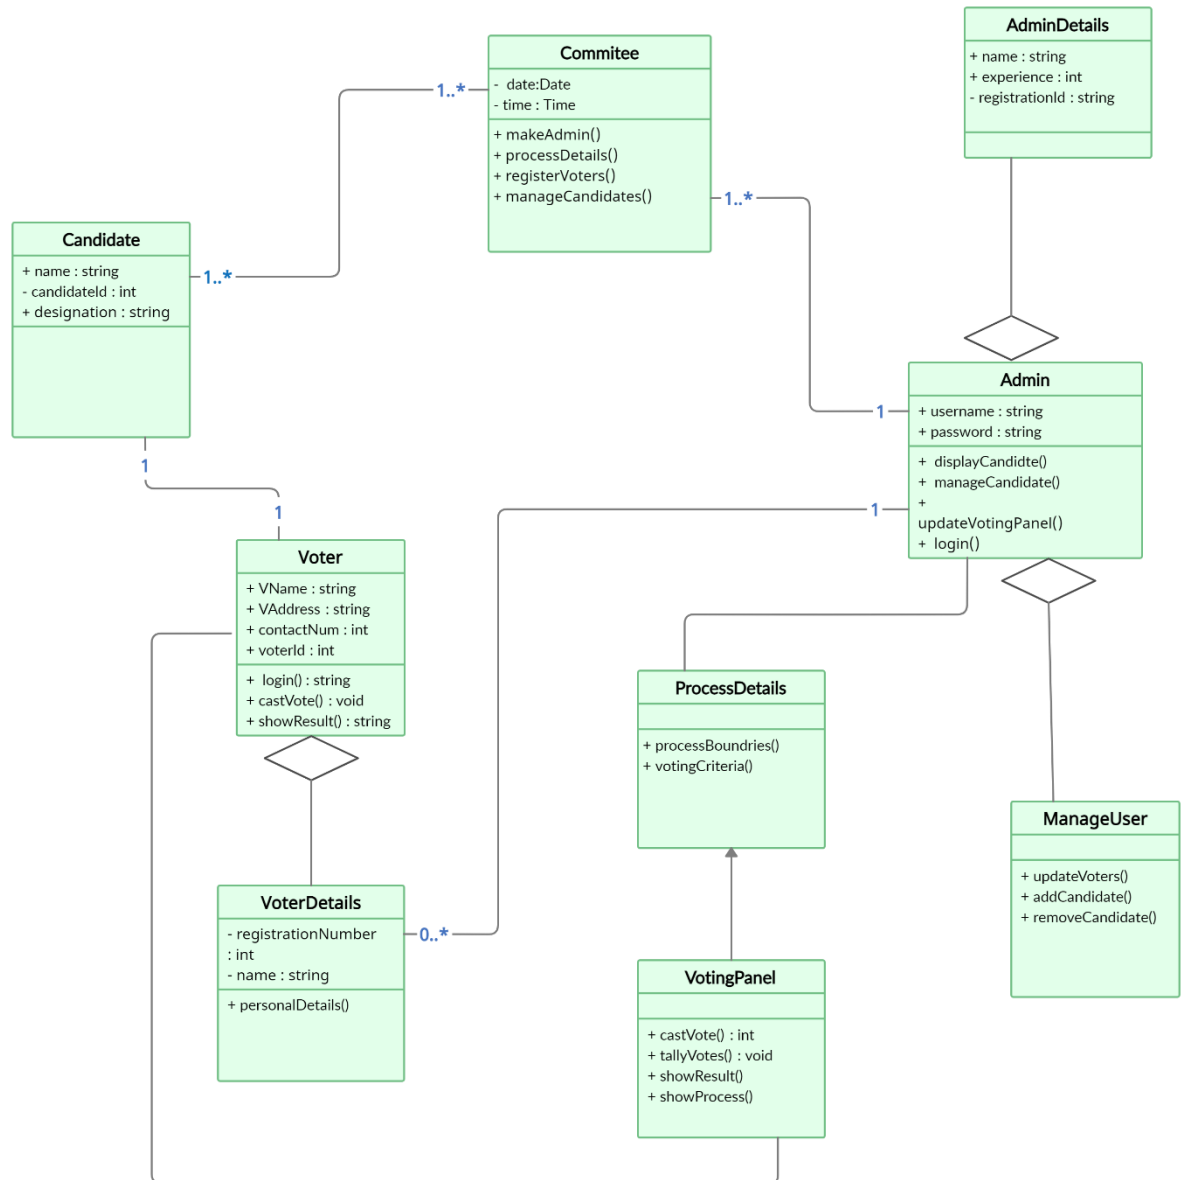 AdminDetails
+ name : string
+ experience : int
- registrationId : string
Commitee
- date:Date
- time : Time
+ makeAdmin()
+ processDetails()
+ registerVoters()
+ manageCandidates()
1..*
1..*
Candidate
+ name : string
- candidateId : int
+ designation : string
1..*
Admin
+ username : string
+ password : string
+ displayCandidte()
+ manageCandidate()
+
updateVotingPanel()
+ login()
1
1
1
1
Voter
+ VName : string
+ VAddress : string
+ contactNum : int
+ voterId : int
+ login() : string
+ castVote() : void
+ showResult() : string
ProcessDetails
+ processBoundries()
+ votingCriteria()
ManageUser
+ updateVoters()
+ addCandidate()
+ removeCandidate()
VoterDetails
- registrationNumber
: int
- name : string
+ personalDetails()
0..*
VotingPanel
+ castVote() : int
+ tallyVotes() : void
+ showResult()
+ showProcess()